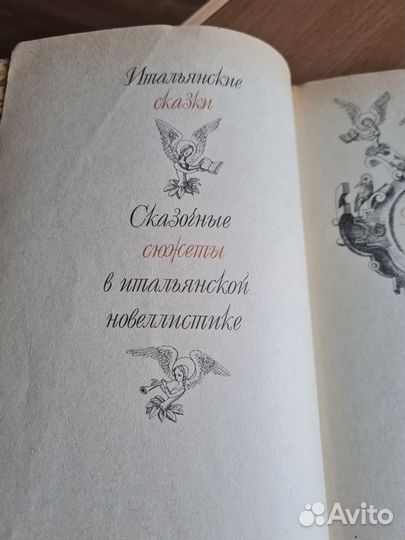 Итальянские
сказки
Сказочные
сюжеты
в итальянской
новеллистике
Avito